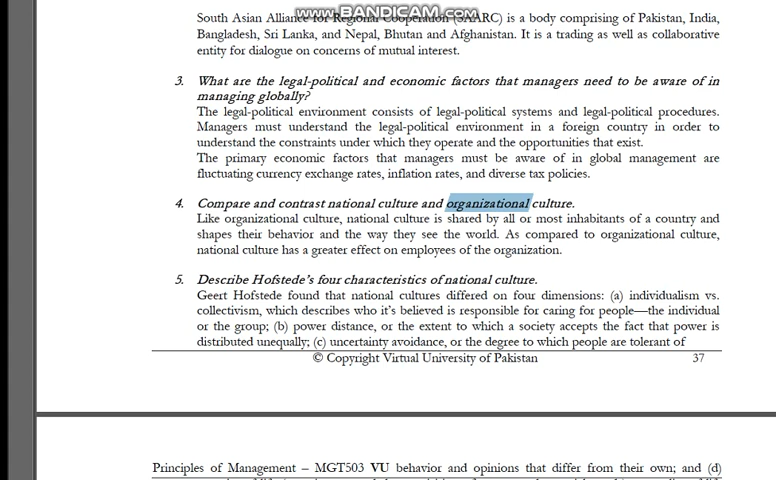 www.BANDICAM.com
South Asian Alliance for Regional Cooperation (SAARC) is a body comprising of Pakistan, India,
Bangladesh, Sri Lanka, and Nepal, Bhutan and Afghanistan. It is a trading as well as collaborative
entity for dialogue on concerns of mutual interest.
3. What are the legal-political and economic factors that managers need to be aware of in
managing globally?
The legal-political environment consists of legal-political systems and legal-political procedures.
Managers must understand the legal-political environment in a foreign country in order to
understand the constraints under which they operate and the opportunities that exist.
The primary economic factors that managers must be aware of in global management are
fluctuating currency exchange rates, inflation rates, and diverse tax policies.
4. Compare and contrast national culture and organizational culture.
Like organizational culture, national culture is shared by all or most inhabitants of a country and
shapes their behavior and the way they see the world. As compared to organizational culture,
national culture has a greater effect on employees of the organization.
5. Describe Hofstede's four characteristics of national culture.
Geert Hofstede found that national cultures differed on four dimensions: (a) individualism vs.
collectivism, which describes who it's believed is responsible for caring for people—the individual
or the group; (b) power distance, or the extent to which a society accepts the fact that power is
distributed unequally; (c) uncertainty avoidance, or the degree to which people are tolerant of
© Copyright Virtual University of Pakistan 37
Principles of Management – MGT503 VU behavior and opinions that differ from their own; and (d)